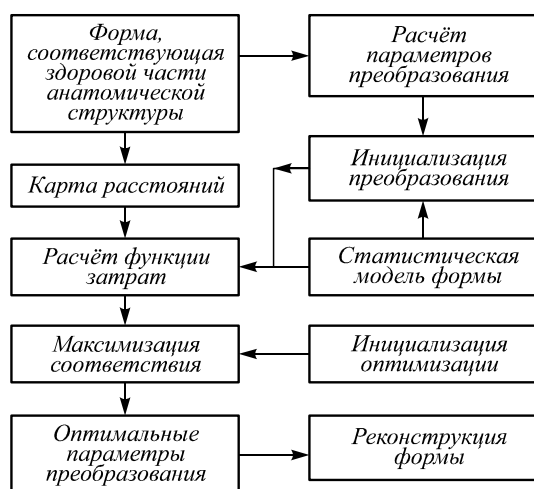 Форма,
соответствующая
здоровой части
анатомической
структуры
Расчёт
параметров
преобразования
Карта расстояний
Инициализация
преобразования
Расчёт функции
затрат
Статистическая
модель формы
Максимизация
соответствия
Инициализация
оптимизации
Оптимальные
параметры
преобразования
Реконструкция
формы